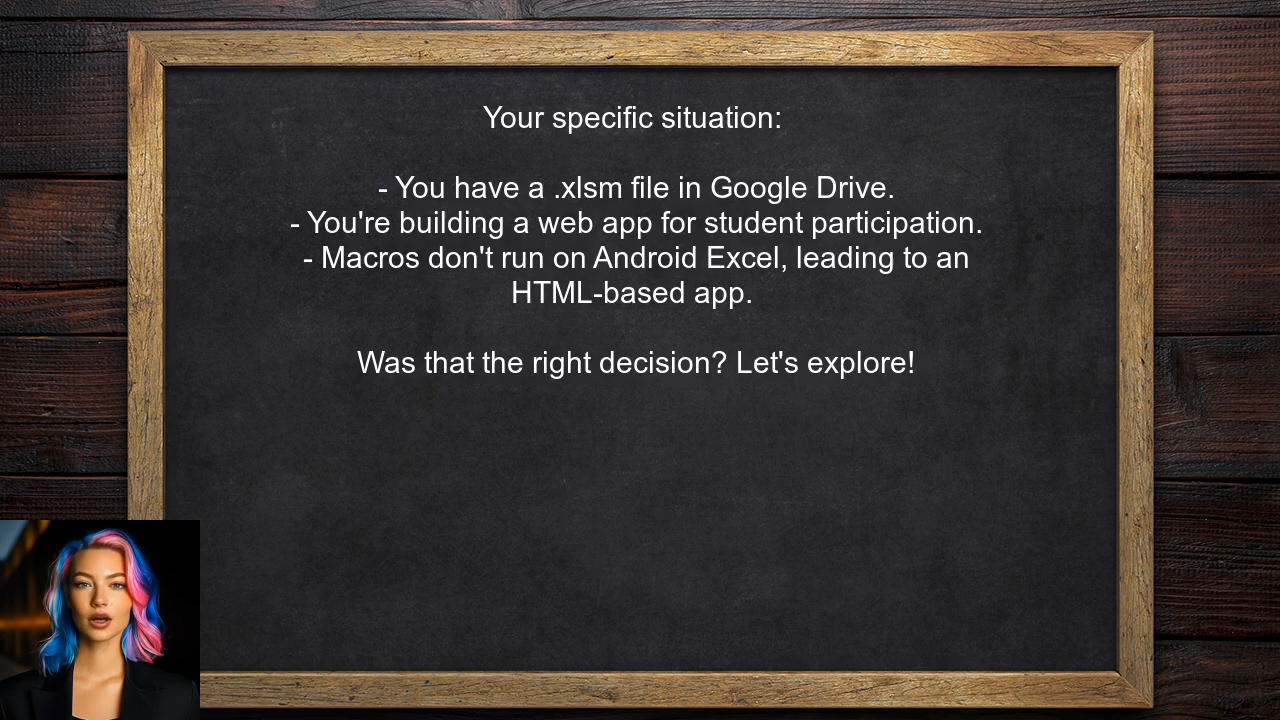 Your specific situation:
- You have a .xlsm file in Google Drive.
- You're building a web app for student participation.
- Macros don't run on Android Excel, leading to an
HTML-based app.
Was that the right decision? Let's explore!